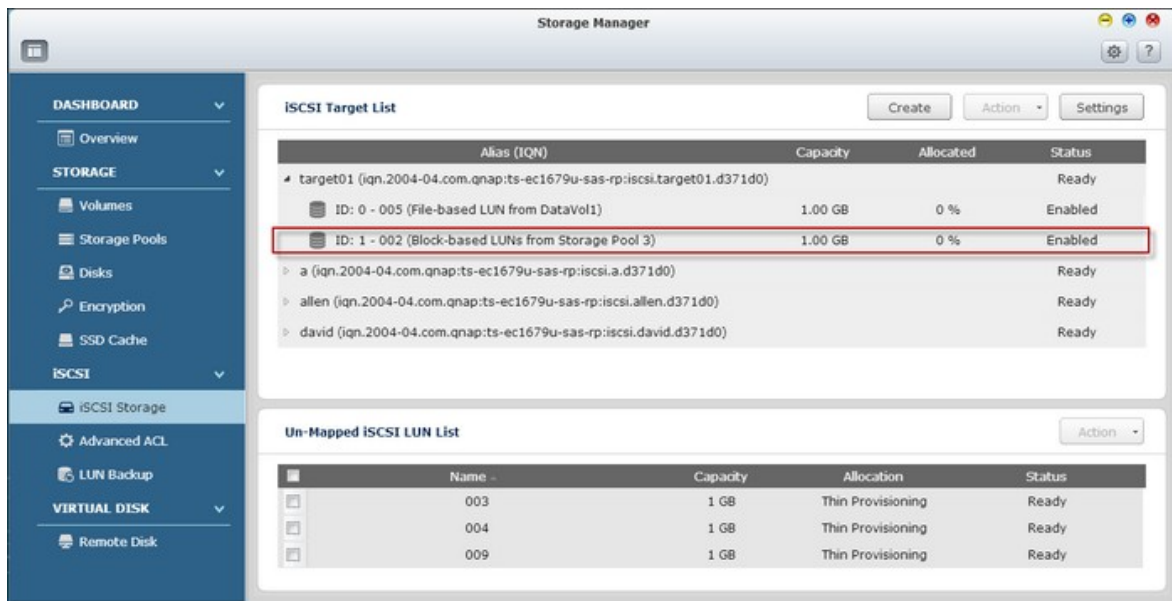 Storage Manager
?
DASHBOARD
Overview
STORAGE
Volumes
Storage Pools
Disks
Encryption
SSD Cache
iSCSI
iSCSI Storage
Advanced ACL
LUN Backup
VIRTUAL DISK
Remote Disk
iSCSI Target List Create Action Settings
Alias (IQN) Capacity Allocated Status
target01 (iqn.2004-04.com.qnap:ts-ec1679u-sas-rp:iscsi.target01.d371d0) Ready
ID: 0 - 005 (File-based LUN from DataVol1) 1.00 GB 0 % Enabled
ID: 1 - 002 (Block-based LUNs from Storage Pool 3) 1.00 GB 0 % Enabled
a (iqn.2004-04.com.qnap:ts-ec1679u-sas-rp:iscsi.a.d371d0) Ready
allen (iqn.2004-04.com.qnap:ts-ec1679u-sas-rp:iscsi.allen.d371d0) Ready
david (iqn.2004-04.com.qnap:ts-ec1679u-sas-rp:iscsi.david.d371d0) Ready
Un-Mapped iSCSI LUN List Action
Name Capacity Allocation Status
003 1 GB Thin Provisioning Ready
004 1 GB Thin Provisioning Ready
009 1 GB Thin Provisioning Ready